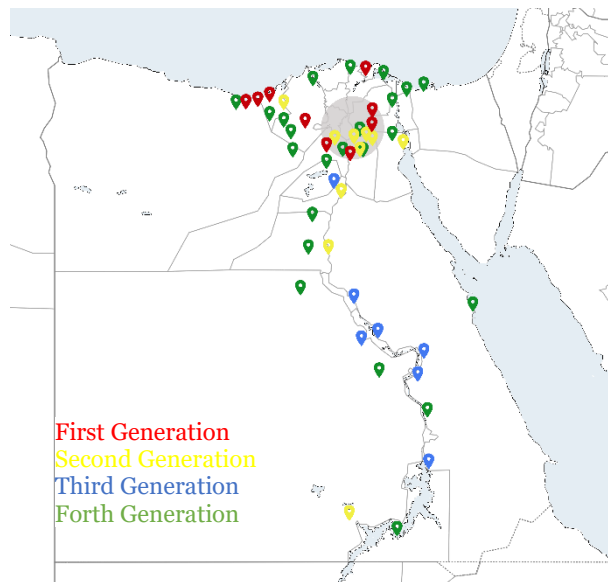 First Generation
Second Generation
Third Generation
Forth Generation